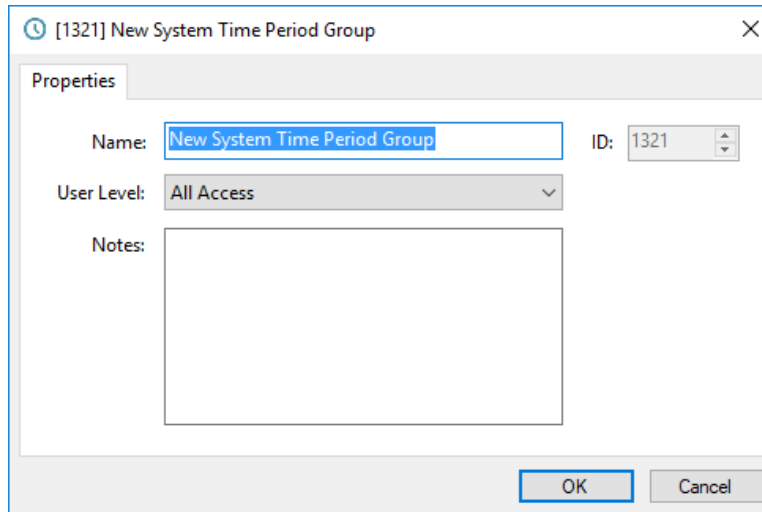 [1321] New System Time Period Group
Properties
Name: New System Time Period Group ID: 1321
User Level: All Access
Notes:
OK Cancel